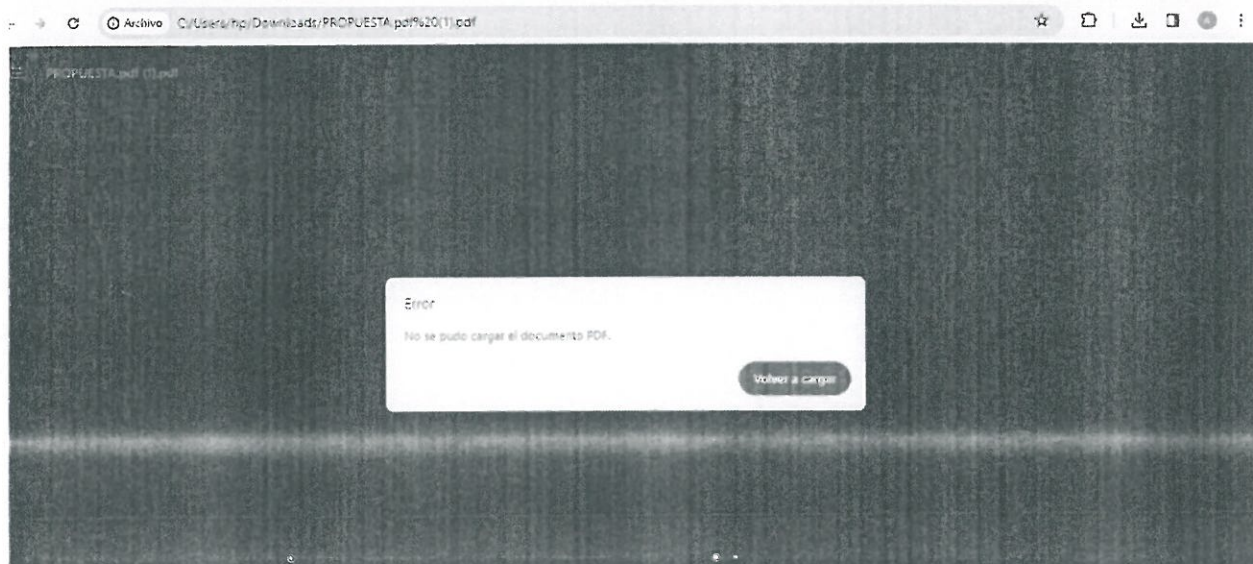 Archivo C:/Users/hp/Downloads/PROPUESTA.pdf%20(1).pdf
PROPUESTA.pdf (1).pdf
Error
No se pudo cargar el documento PDF.
Volver a cargar